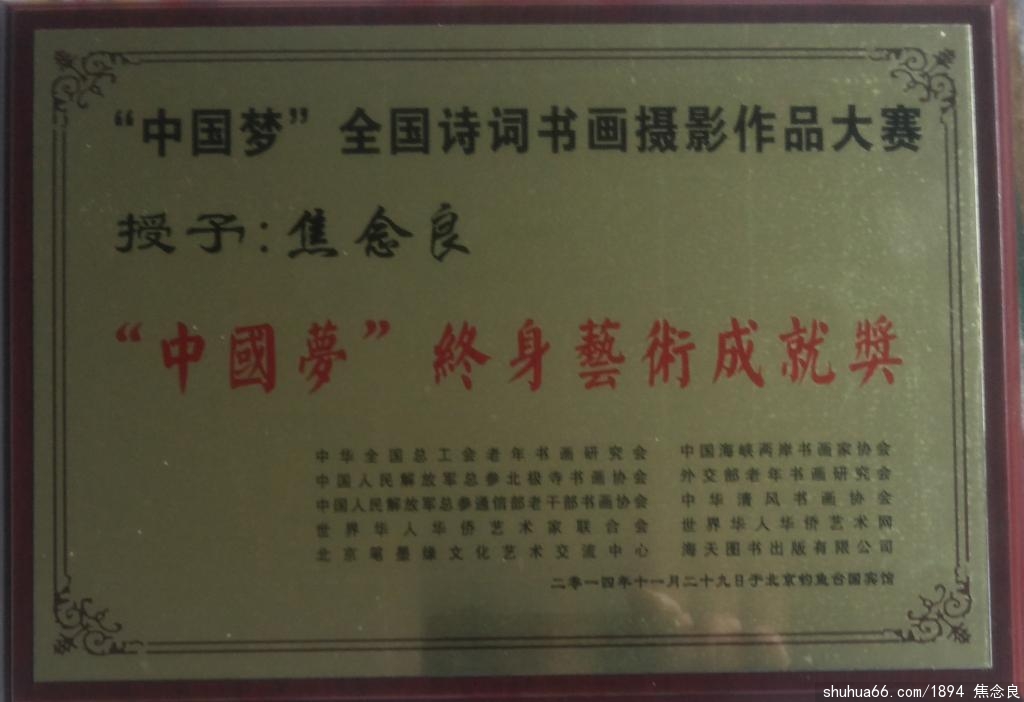 “中国梦”全国诗词书画摄影作品大赛
授予:焦念良
“中國夢”終身藝術成就獎
中华全国总工会老年书画研究会 中国海峡两岸书画家协会
中国人民解放军总参北极寺书画协会 外交部老年书画研究会
中国人民解放军总参通信部老干部书画协会 中华清风书画协会
世界华人华侨艺术家联合会 世界华人华侨艺术网
北京笔墨缘文化艺术交流中心 海天图书出版有限公司
二零一四年十一月二十九日于北京钓鱼台国宾馆
shuhua66.com/1894 焦念良